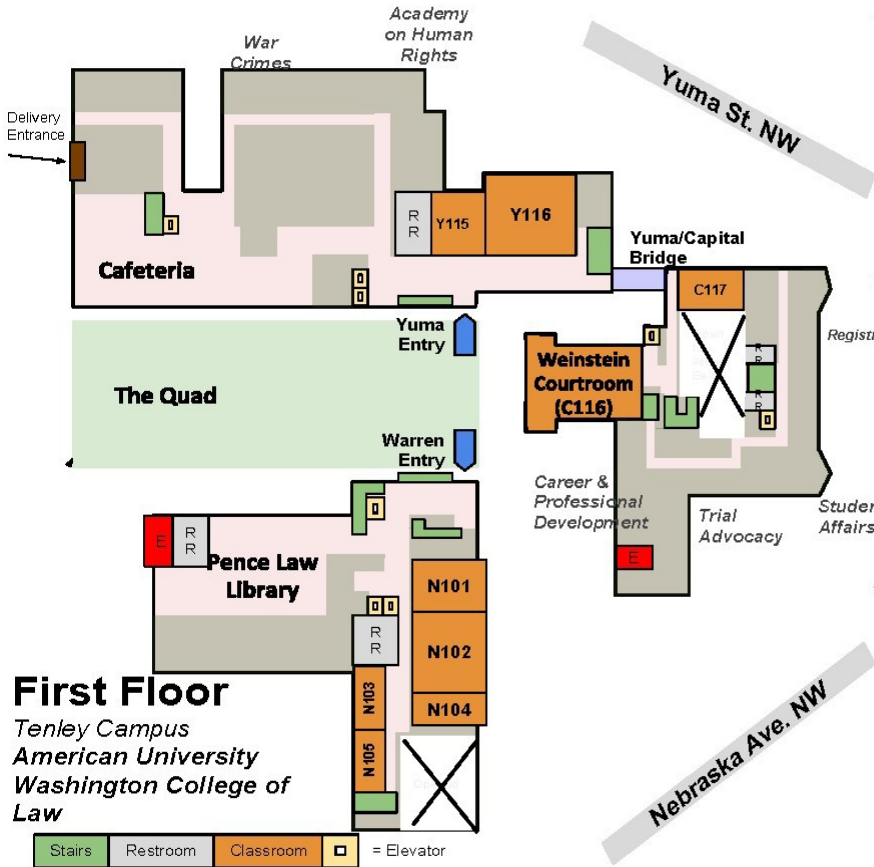 Academy
on Human
Rights
War
Crimes
Yuma St. NW
Delivery
Entrance
R
R
Y115
Y116
Yuma/Capital
Bridge
Cafeteria
C117
Yuma
Entry
Registr
RR
Weinstein
Courtroom
(C116)
The Quad
RR
Warren
Entry
Career &
Professional
Development
Trial
Advocacy
Studen
Affairs
E
R
R
Pence Law
Library
E
N101
R
R
N102
N103
N104
N105
First Floor
Tenley Campus
American University
Washington College of
Law
Nebraska Ave. NW
Stairs
Restroom
Classroom
= Elevator